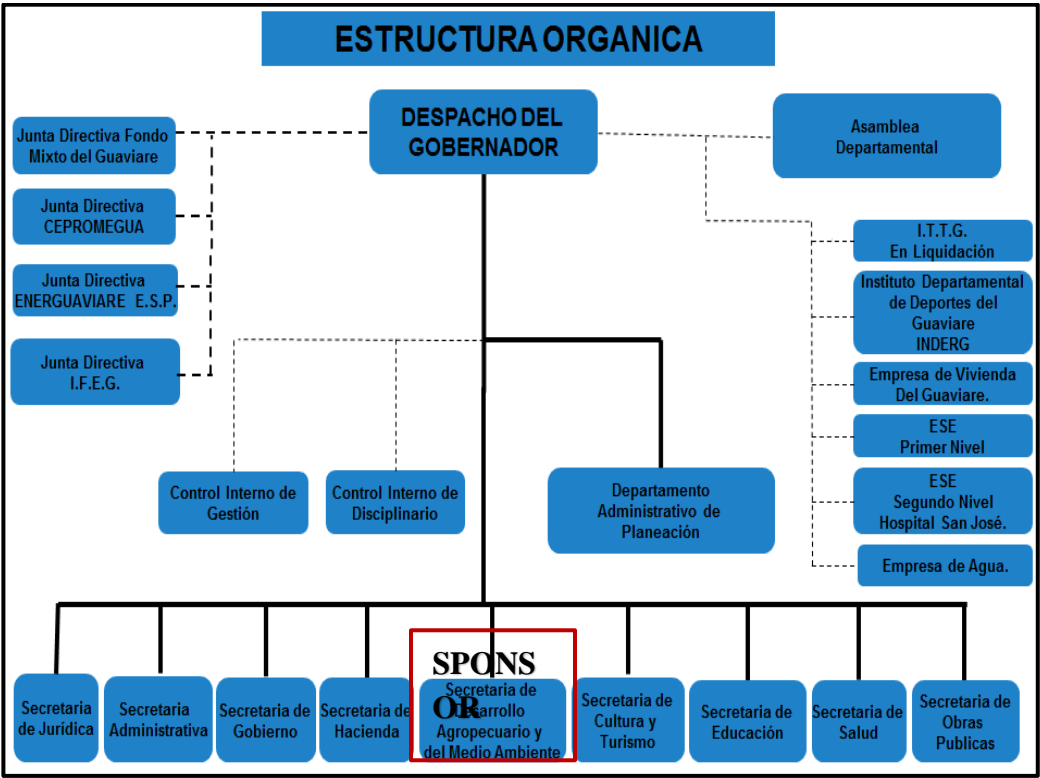 ESTRUCTURA ORGANICA
DESPACHO DEL
GOBERNADOR
Asamblea
Departamental
Junta Directiva Fondo
Mixto del Guaviare
Junta Directiva
CEPROMEGUA
Junta Directiva
ENERGUAVIARE E.S.P.
Junta Directiva
I.F.E.G.
I.T.T.G.
En Liquidación
Instituto Departamental
de Deportes del
Guaviare
INDERG
Empresa de Vivienda
Del Guaviare.
ESE
Primer Nivel
ESE
Segundo Nivel
Hospital San José.
Empresa de Agua.
Control Interno de
Gestión
Control Interno de
Disciplinario
Departamento
Administrativo de
Planeación
SPONS
OR
Secretaria
de Jurídica
Secretaria
Administrativa
Secretaria de
Gobierno
Secretaria de
Hacienda
Secretaria de
Desarrollo
Agropecuario y
del Medio Ambiente
Secretaria de
Cultura y
Turismo
Secretaria de
Educación
Secretaria de
Salud
Secretaria de
Obras
Publicas